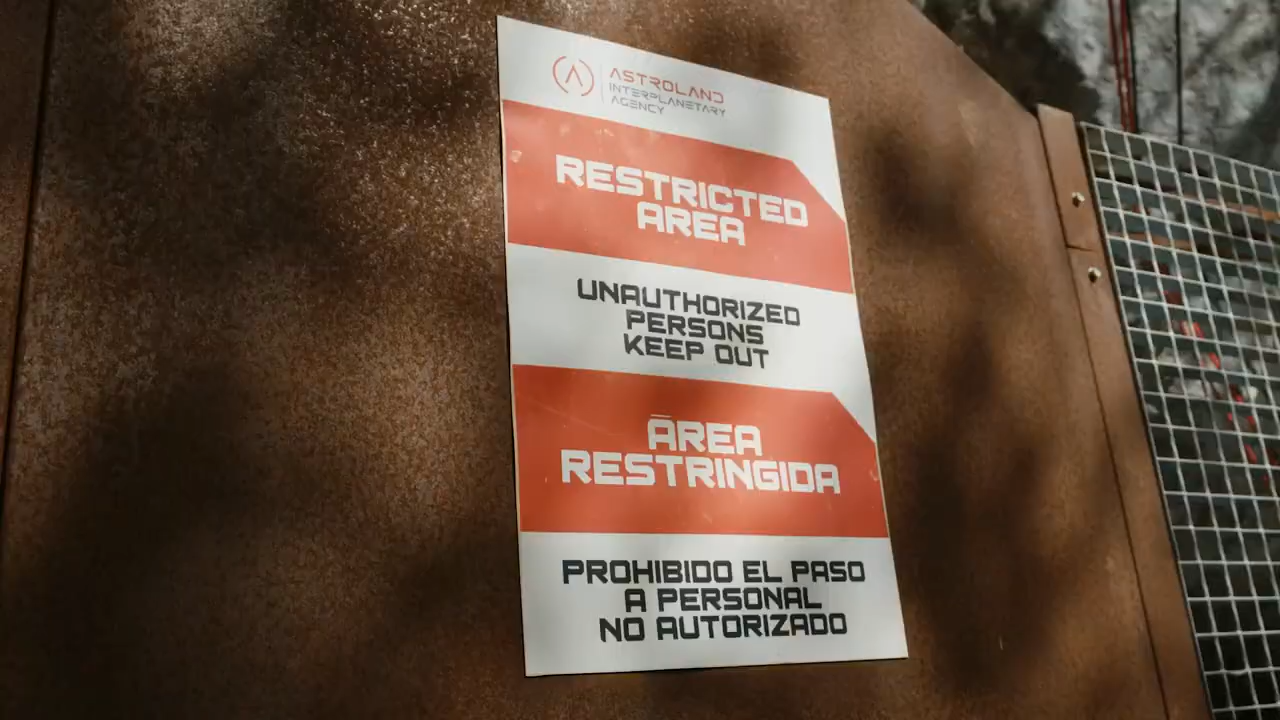 ASTROLAND
INTERPLANETARY
AGENCY
RESTRICTED
AREA
UNAUTHORIZED
PERSONS
KEEP OUT
ÁREA
RESTRINGIDA
PROHIBIDO EL PASO
A PERSONAL
NO AUTORIZADO